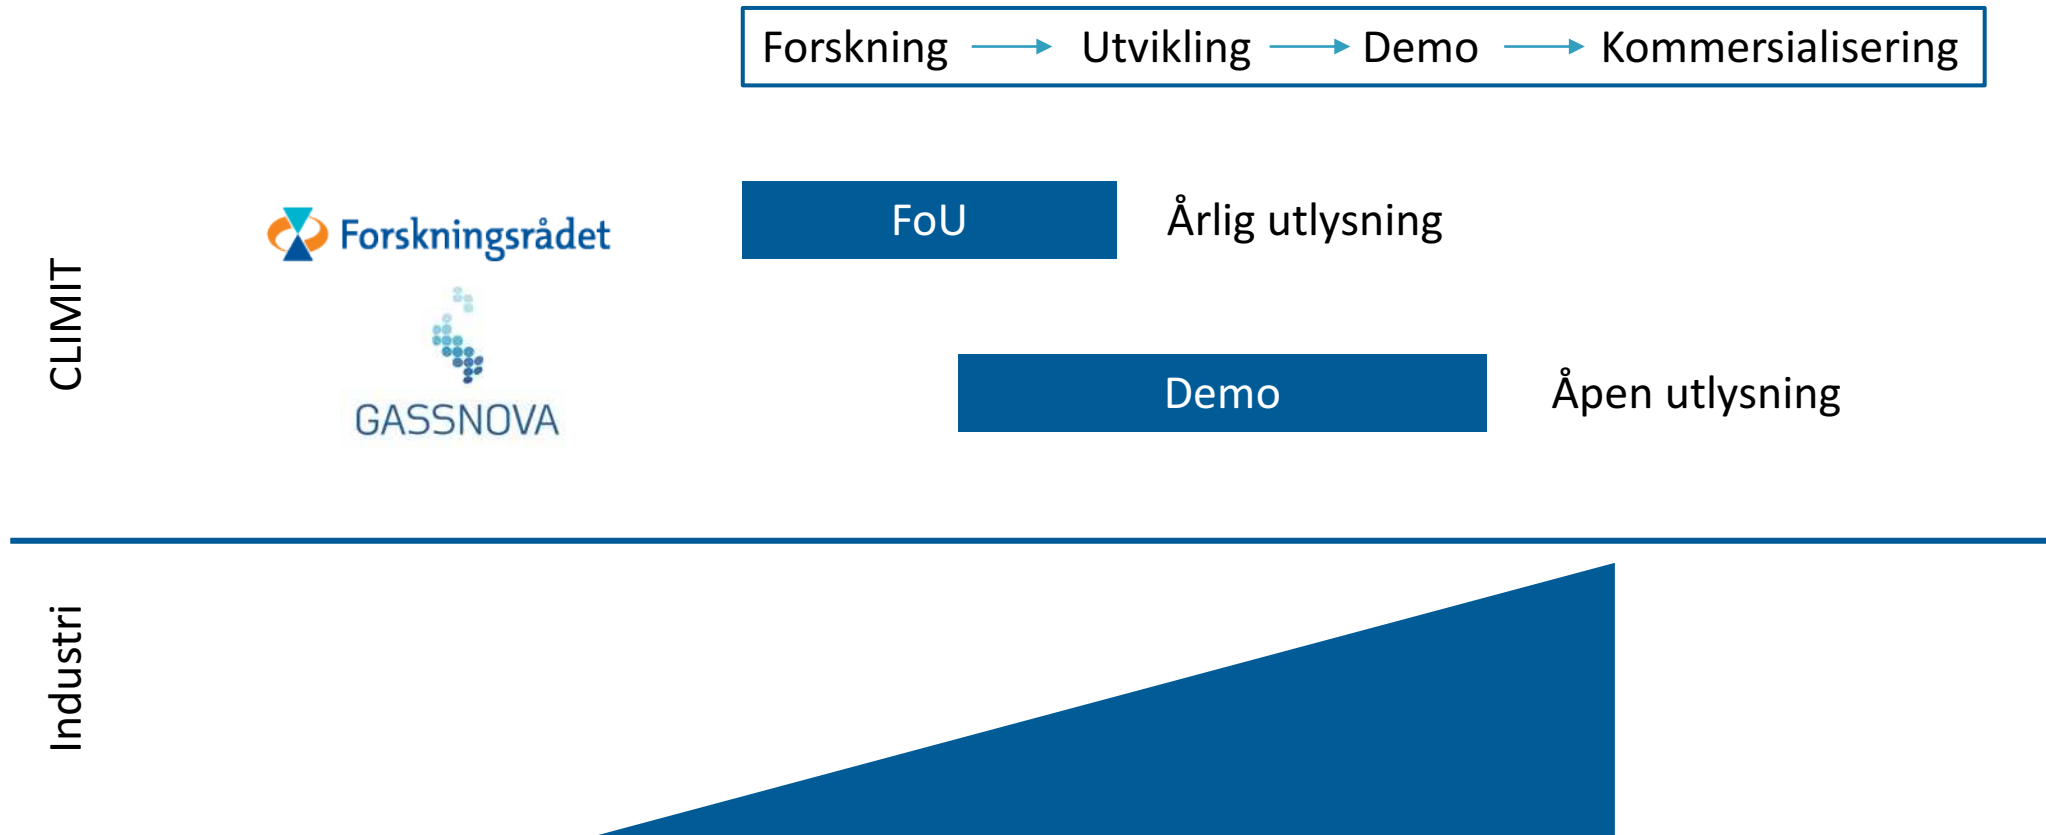 Forskning Utvikling Demo Kommersialisering
CLIMIT
Forskningsrådet
FoU
Årlig utlysning
GASSNOVA
Demo
Åpen utlysning
Industri